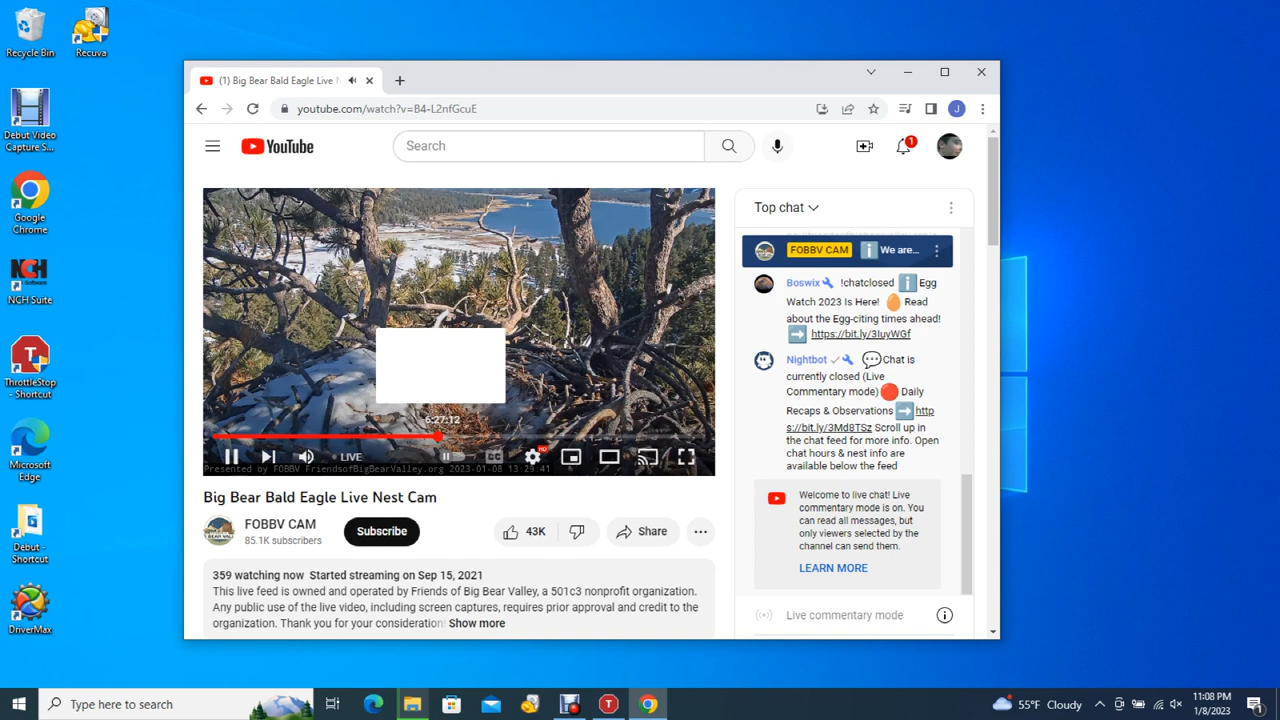 Recycle Bin
Recuva
Debut Video
Capture S...
Google
Chrome
NCH
NCH Suite
ThrottleStop
- Shortcut
Microsoft
Edge
Debut -
Shortcut
DriverMax
(1) Big Bear Bald Eagle Live N
youtube.com/watch?v=B4-L2nfGcuE
J
YouTube
Search
1
6:27:12
LIVE
CC
HD
Presented by FOBBV FriendsofBigBearValley.org 2023-01-08 13:29:41
Big Bear Bald Eagle Live Nest Cam
FOBBV CAM
85.1K subscribers
Subscribe
43K
Share
359 watching now Started streaming on Sep 15, 2021
This live feed is owned and operated by Friends of Big Bear Valley, a 501c3 nonprofit organization.
Any public use of the live video, including screen captures, requires prior approval and credit to the
organization. Thank you for your consideration! Show more
Top chat
FOBBV CAM We are...
Boswix !chatclosed Egg
Watch 2023 Is Here! Read
about the Egg-citing times ahead!
https://bit.ly/3IuyWGf
Nightbot Chat is
currently closed (Live
Commentary mode) Daily
Recaps & Observations http
s://bit.ly/3Md8TSz Scroll up in
the chat feed for more info. Open
chat hours & nest info are
available below the feed
Welcome to live chat! Live
commentary mode is on. You
can read all messages, but
only viewers selected by the
channel can send them.
LEARN MORE
Live commentary mode
Type here to search
T
55°F Cloudy
11:08 PM
1/8/2023
1